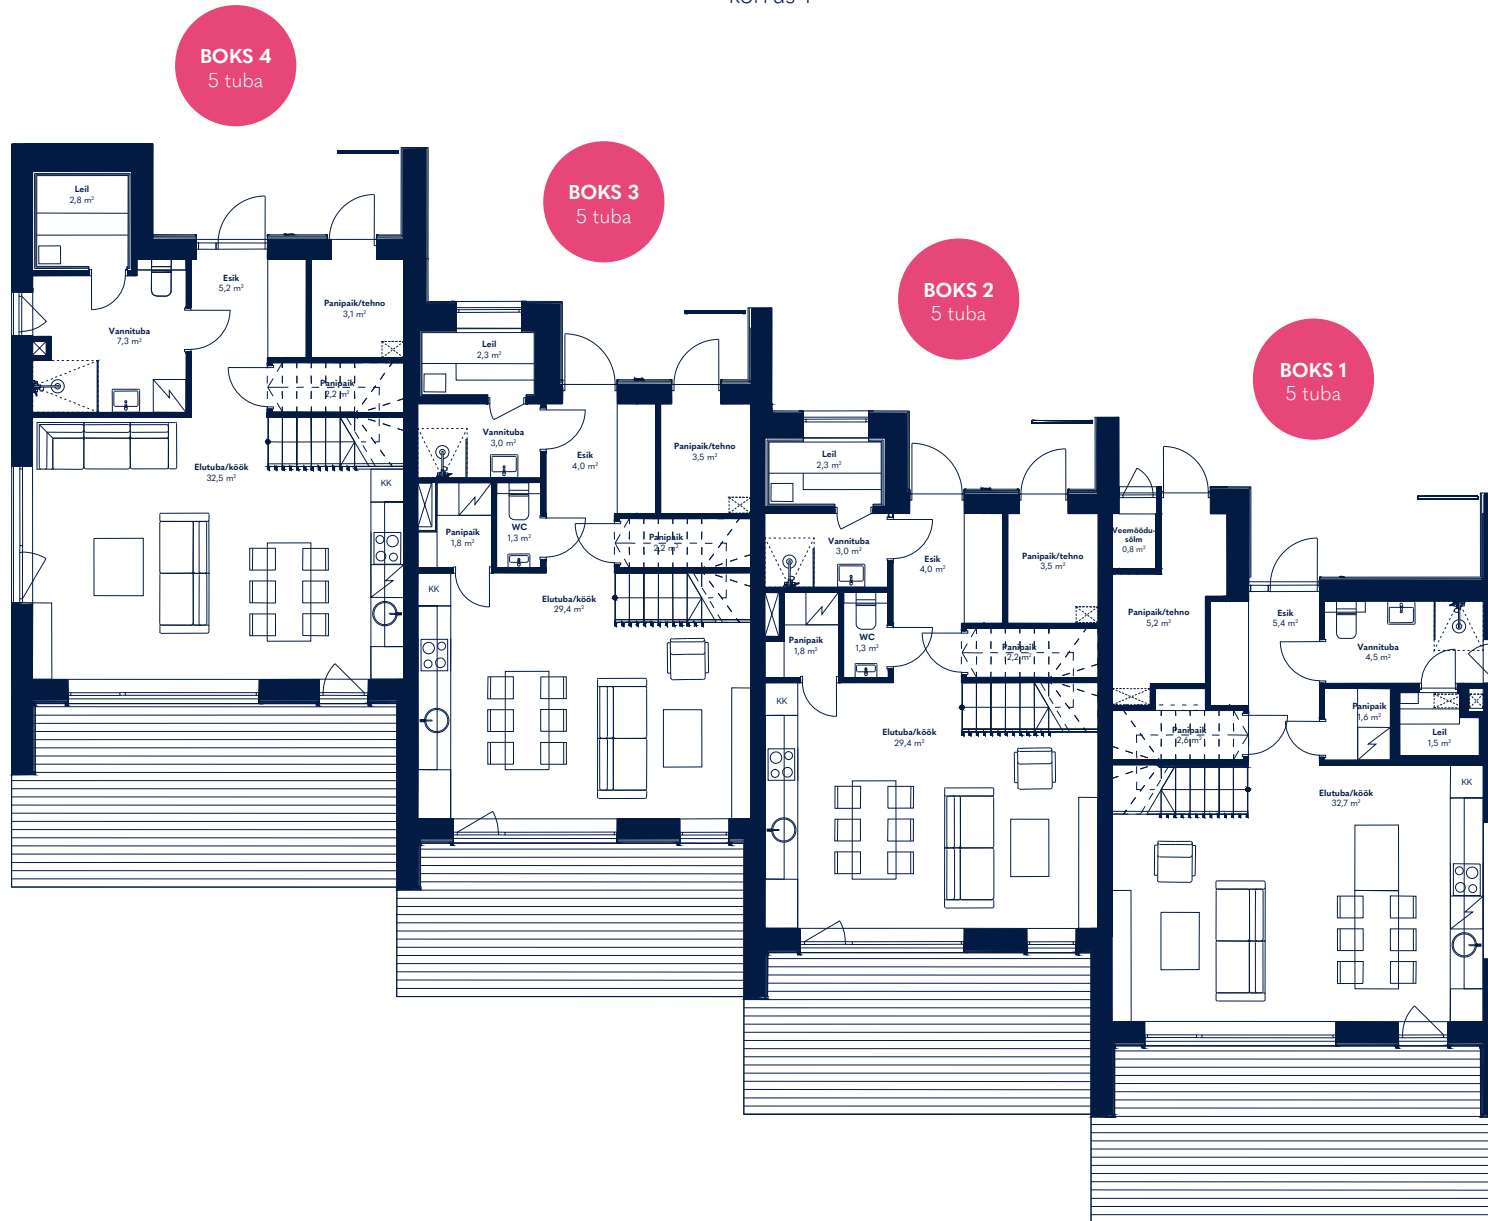 korrus 1
BOKS 4
5 tuba
Leil
2,8 m²
Esik
5,2 m²
Panipaik/tehno
3,1 m²
Vannituba
7,3 m²
Panipaik
2,2 m²
Elutuba/köök
32,5 m²
KK
BOKS 3
5 tuba
Leil
2,3 m²
Vannituba
3,0 m²
Esik
4,0 m²
Panipaik/tehno
3,5 m²
Panipaik
1,8 m²
WC
1,3 m²
Panipaik
2,2 m²
KK
Elutuba/köök
29,4 m²
BOKS 2
5 tuba
Leil
2,3 m²
Vannituba
3,0 m²
Esik
4,0 m²
Panipaik/tehno
3,5 m²
Panipaik
1,8 m²
WC
1,3 m²
Panipaik
2,2 m²
KK
Elutuba/köök
29,4 m²
BOKS 1
5 tuba
Veemõõdu-
sõlm
0,8 m²
Panipaik/tehno
5,2 m²
Esik
5,4 m²
Vannituba
4,5 m²
Panipaik
1,6 m²
Leil
1,5 m²
Panipaik
2,6 m²
Elutuba/köök
32,7 m²
KK